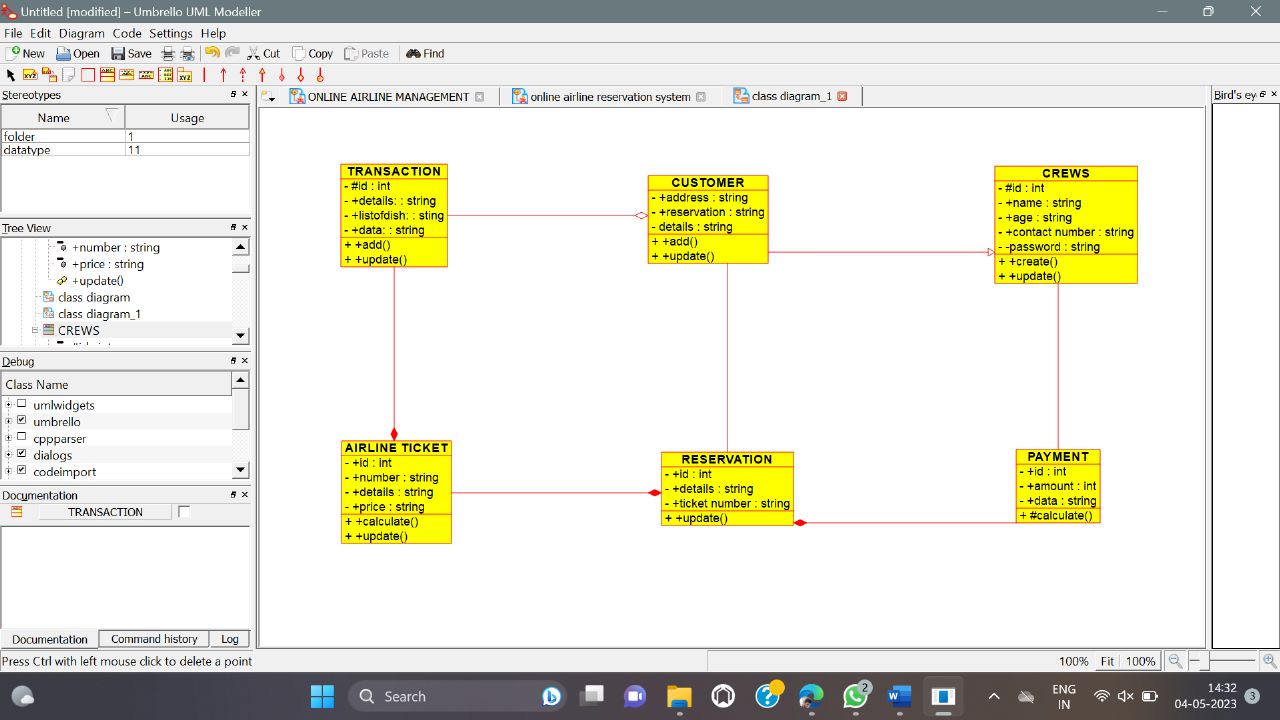 Untitled [modified] – Umbrello UML Modeller
File Edit Diagram Code Settings Help
New Open Save Cut Copy Paste Find
Stereotypes
Name Usage
folder 1
datatype 11
Tree View
+number : string
+price : string
+update()
class diagram
class diagram_1
CREWS
Debug
Class Name
umlwidgets
umbrello
cppparser
dialogs
codeimport
Documentation
TRANSACTION
Documentation Command history Log
ONLINE AIRLINE MANAGEMENT
online airline reservation system
class diagram_1
Bird's ey
TRANSACTION
- #id : int
- +details: : string
- +listofdish: : sting
- +data: : string
+ +add()
+ +update()
CUSTOMER
- +address : string
- +reservation : string
- details : string
+ +add()
+ +update()
CREWS
- #id : int
- +name : string
- +age : string
- +contact number : string
- -password : string
+ +create()
+ +update()
AIRLINE TICKET
- +id : int
- +number : string
- +details : string
- +price : string
+ +calculate()
+ +update()
RESERVATION
- +id : int
- +details : string
- +ticket number : string
+ +update()
PAYMENT
- +id : int
- +amount : int
- +data : string
+ #calculate()
Press Ctrl with left mouse click to delete a point
100% Fit 100%
Search
2
ENG
IN
14:32
04-05-2023
3